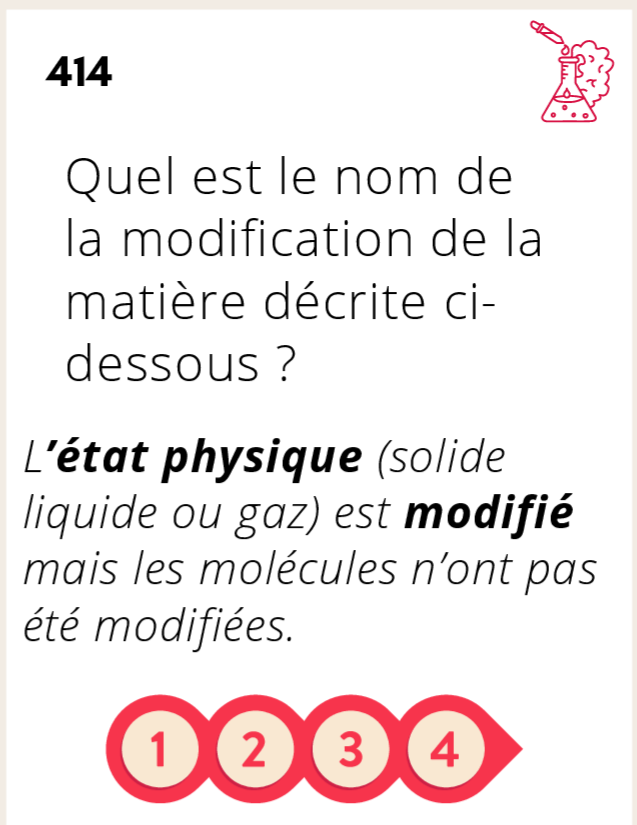 414
Quel est le nom de
la modification de la
matière décrite ci-
dessous ?
L'état physique (solide
liquide ou gaz) est modifié
mais les molécules n'ont pas
été modifiées.
1 2 3 4